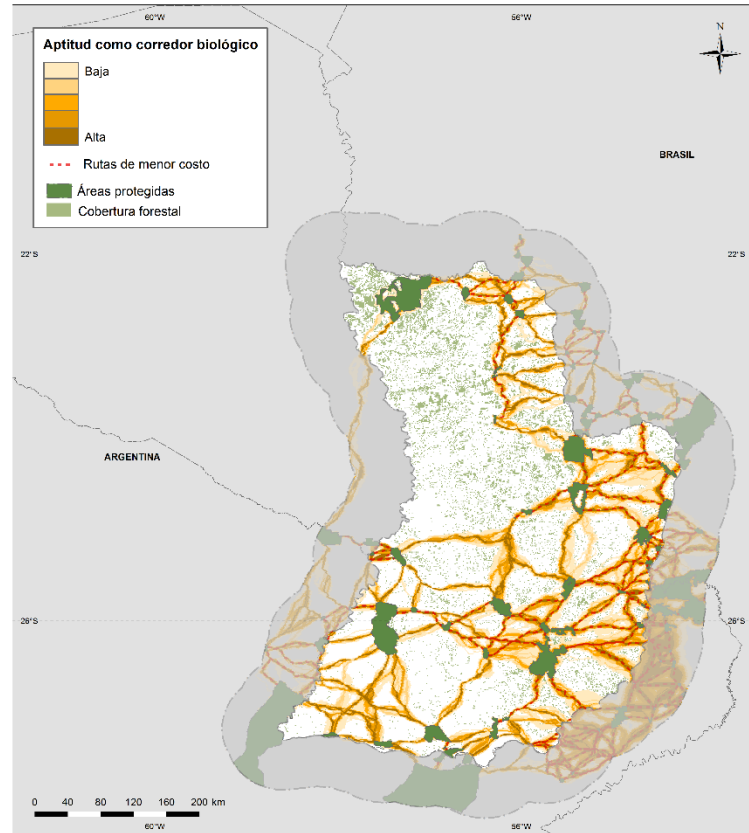 60°W 56°W
Aptitud como corredor biológico
Baja
Alta
Rutas de menor costo
Áreas protegidas
Cobertura forestal
N
BRASIL
22°S 22°S
ARGENTINA
26°S 26°S
0 40 80 120 160 200 km
60°W 56°W